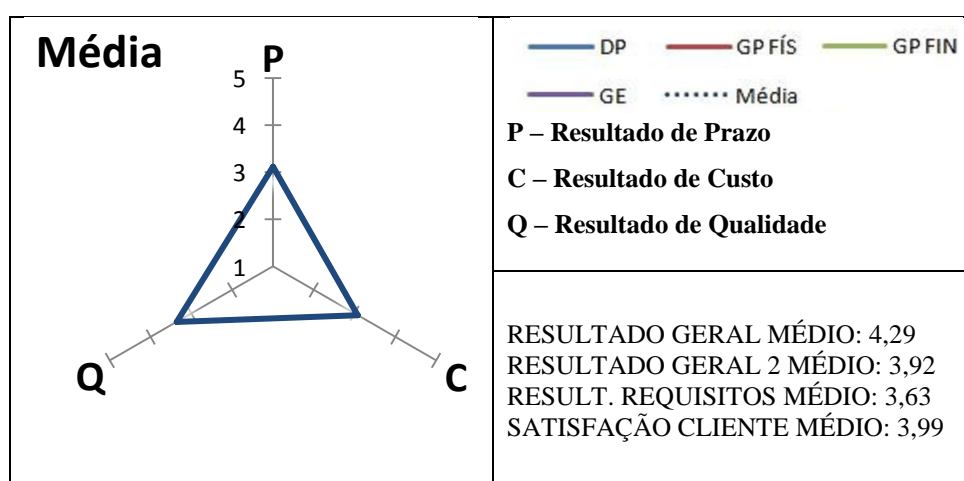 Média
P
5
4
3
2
1
Q
C
DP GP FÍS GP FIN
GE Média
P – Resultado de Prazo
C – Resultado de Custo
Q – Resultado de Qualidade
RESULTADO GERAL MÉDIO: 4,29
RESULTADO GERAL 2 MÉDIO: 3,92
RESULT. REQUISITOS MÉDIO: 3,63
SATISFAÇÃO CLIENTE MÉDIO: 3,99